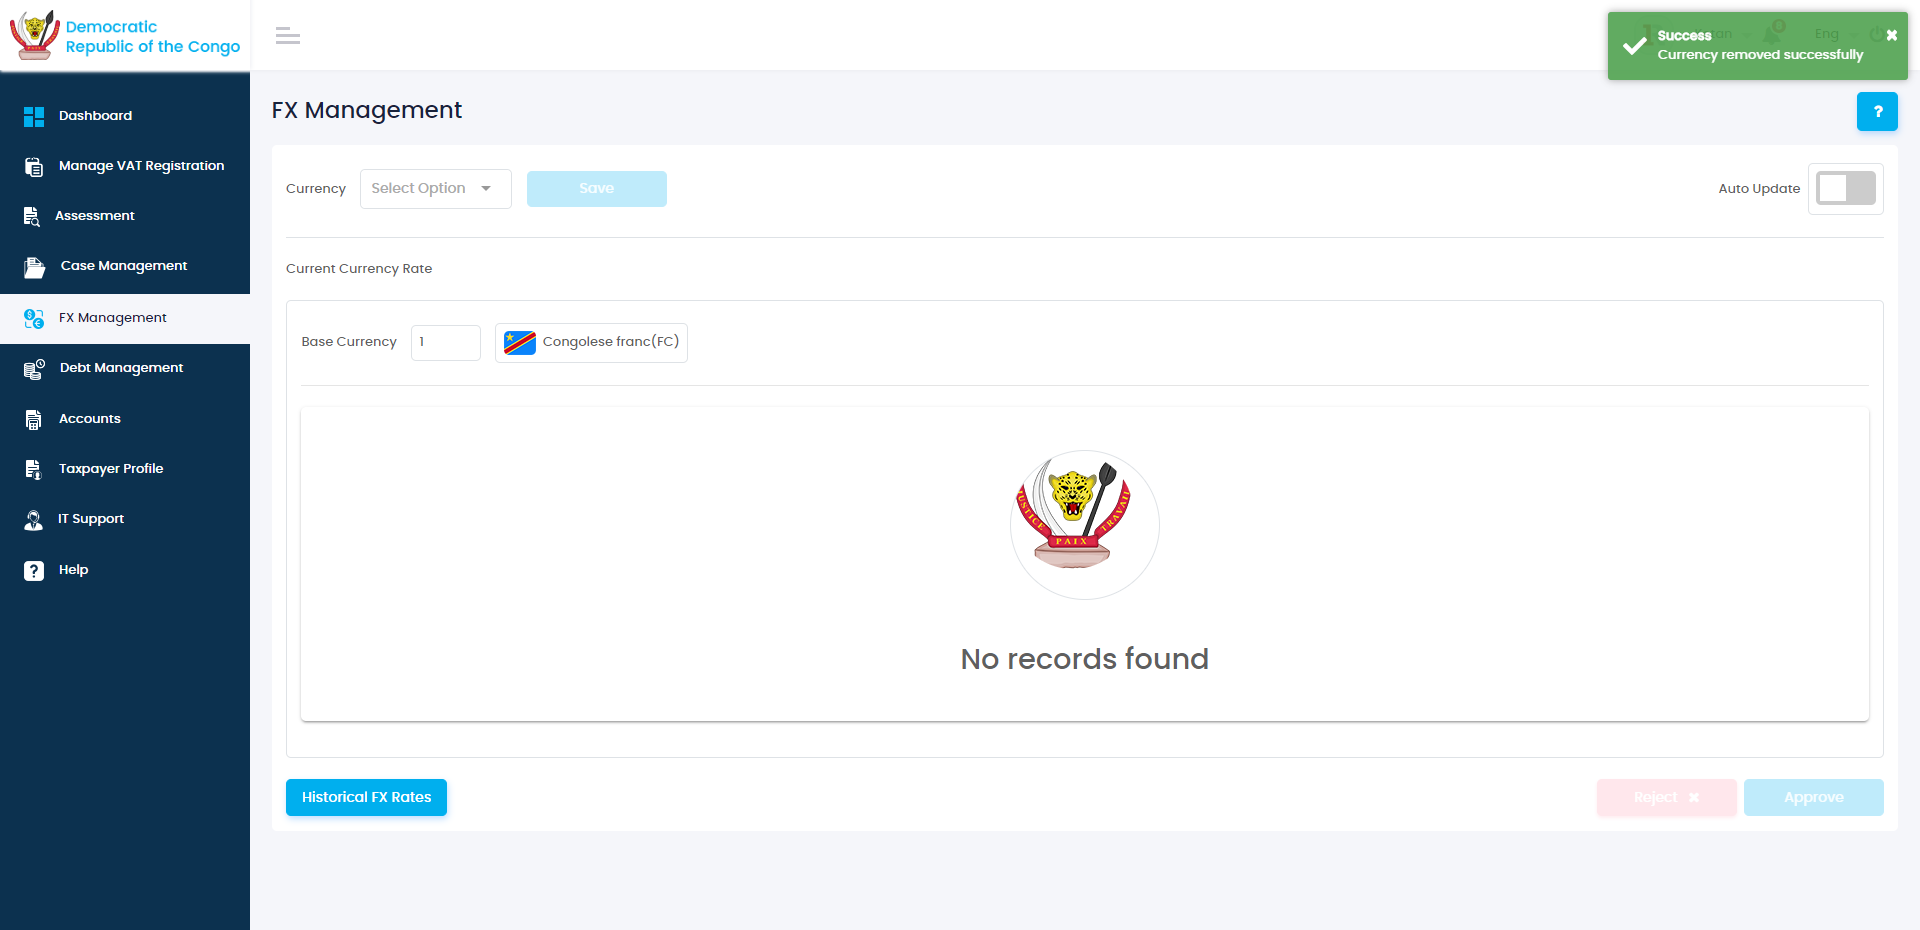 Democratic
Republic of the Congo
Success
Currency removed successfully
Eng
FX Management
?
Dashboard
Manage VAT Registration
Assessment
Case Management
FX Management
Debt Management
Accounts
Taxpayer Profile
IT Support
Help
Currency
Select Option
Save
Auto Update
Current Currency Rate
Base Currency
1
Congolese franc(FC)
JUSTICE
PAIX
TRAVAIL
No records found
Historical FX Rates
Reject
Approve